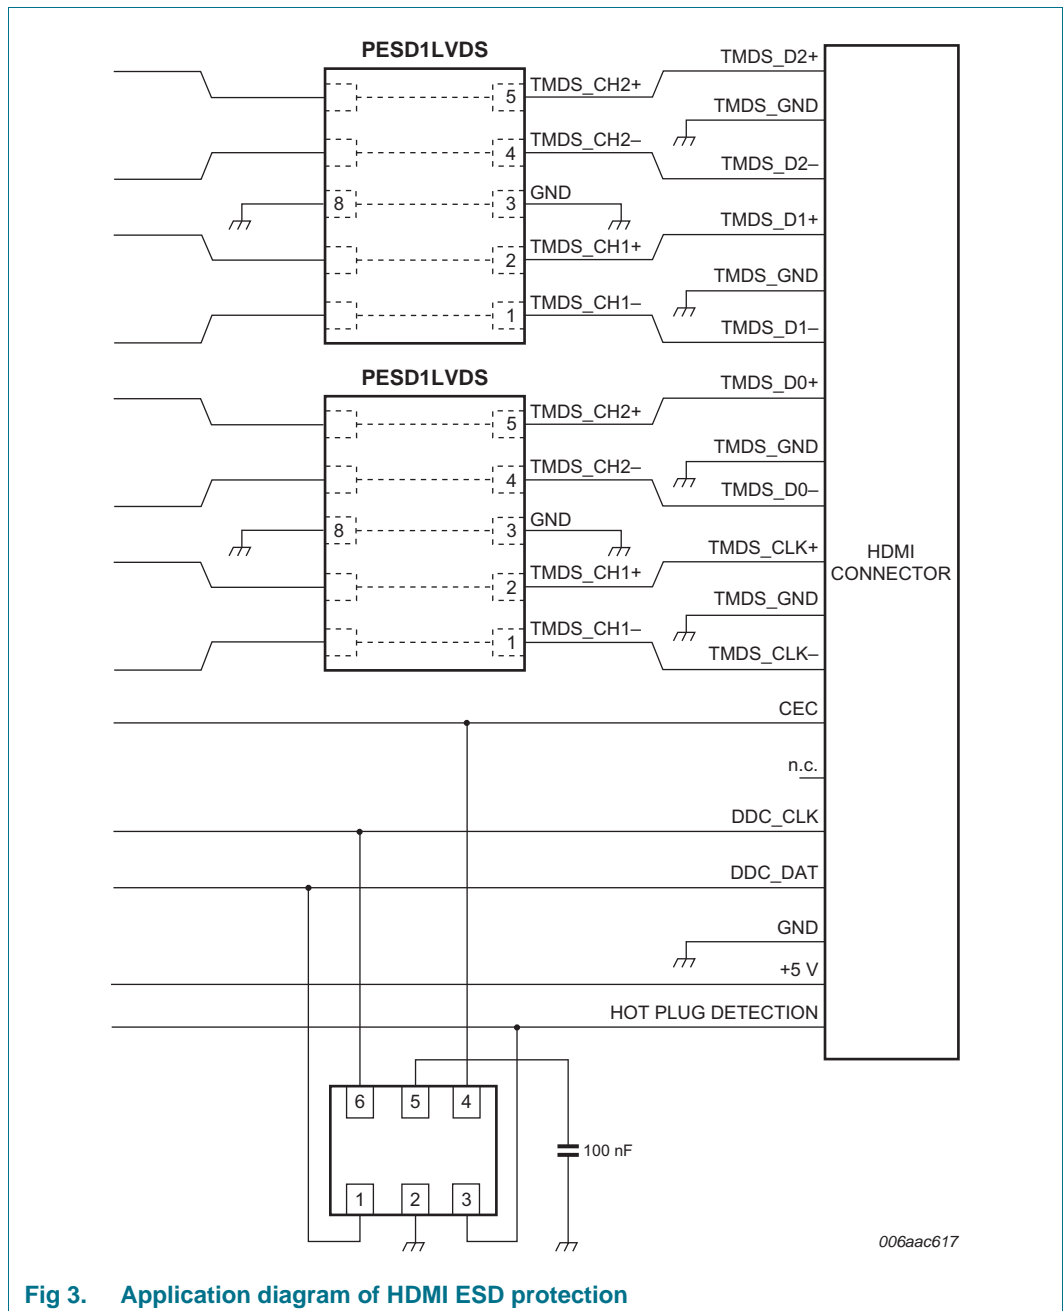 PESD1LVDS
TMDS_D2+
TMDS_CH2+
5
TMDS_GND
TMDS_CH2–
4
TMDS_D2–
8
3
GND
TMDS_D1+
TMDS_CH1+
2
TMDS_GND
TMDS_CH1–
1
TMDS_D1–
PESD1LVDS
TMDS_D0+
TMDS_CH2+
5
TMDS_GND
TMDS_CH2–
4
TMDS_D0–
8
3
GND
TMDS_CLK+
HDMI
CONNECTOR
TMDS_CH1+
2
TMDS_GND
TMDS_CH1–
1
TMDS_CLK–
CEC
n.c.
DDC_CLK
DDC_DAT
GND
+5 V
HOT PLUG DETECTION
6 5 4
100 nF
1 2 3
006aac617
Fig 3. Application diagram of HDMI ESD protection